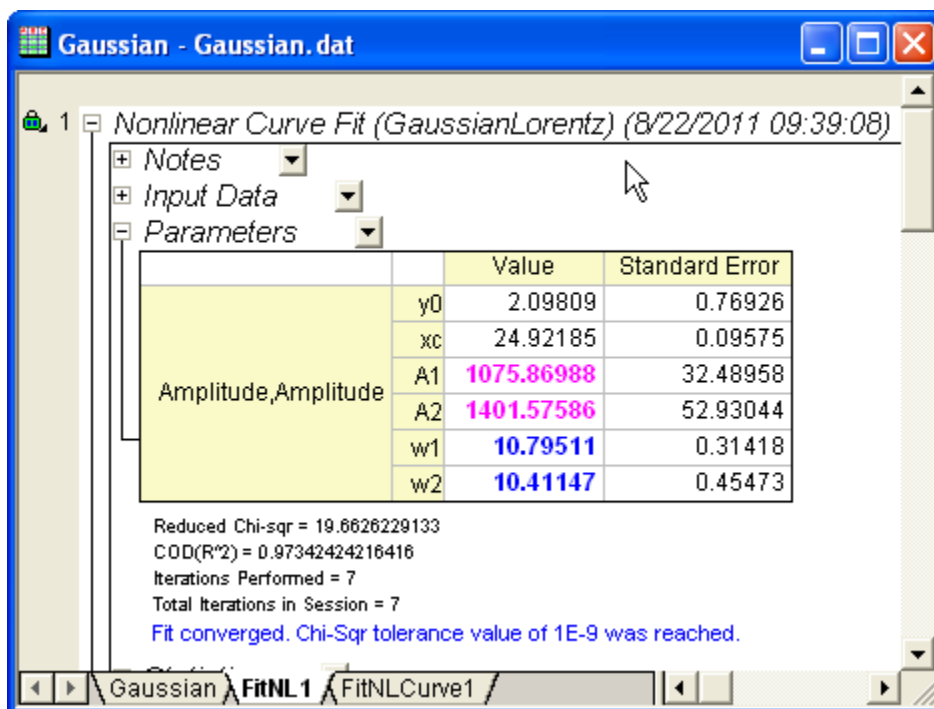 Gaussian - Gaussian.dat
1 Nonlinear Curve Fit (GaussianLorentz) (8/22/2011 09:39:08)
Notes
Input Data
Parameters
Value Standard Error
Amplitude,Amplitude
y0 2.09809 0.76926
xc 24.92185 0.09575
A1 1075.86988 32.48958
A2 1401.57586 52.93044
w1 10.79511 0.31418
w2 10.41147 0.45473
Reduced Chi-sqr = 19.6626229133
COD(R^2) = 0.97342424216416
Iterations Performed = 7
Total Iterations in Session = 7
Fit converged. Chi-Sqr tolerance value of 1E-9 was reached.
Gaussian FitNL1 FitNLCurve1